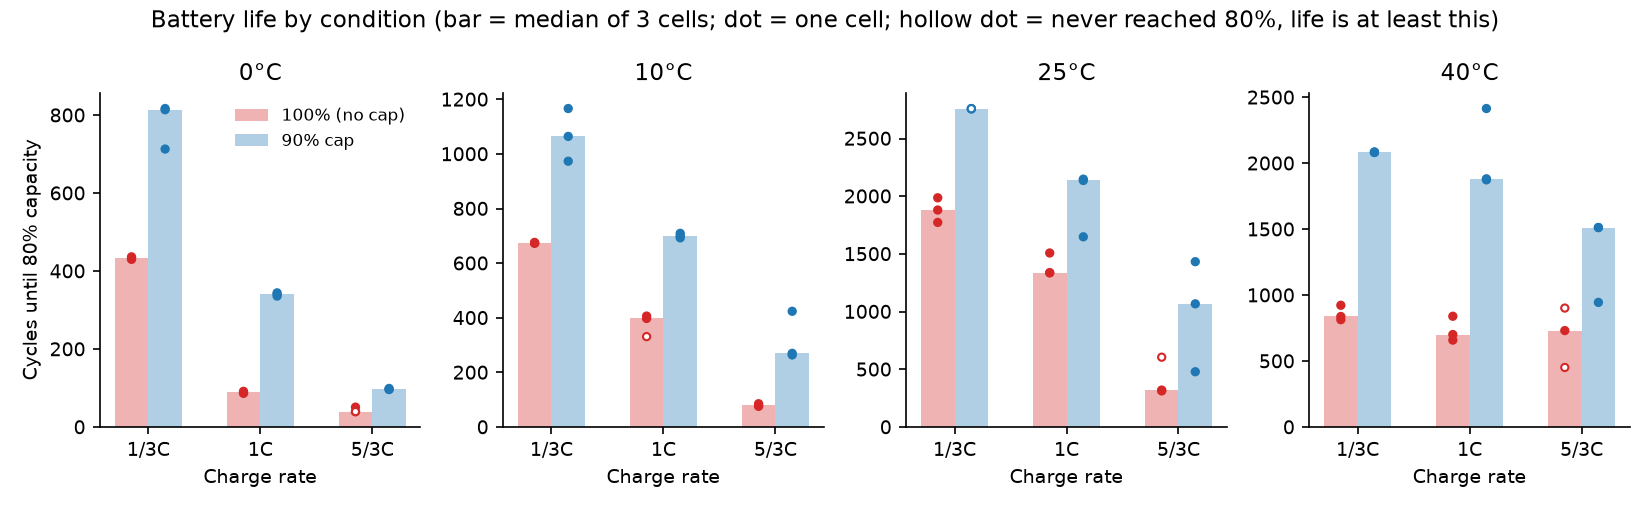 Battery life by condition (bar = median of 3 cells; dot = one cell; hollow dot = never reached 80%, life is at least this)
Cycles until 80% capacity
0°C
800
600
400
200
0
100% (no cap)
90% cap
1/3C
1C
5/3C
Charge rate
10°C
1200
1000
800
600
400
200
0
1/3C
1C
5/3C
Charge rate
25°C
2500
2000
1500
1000
500
0
1/3C
1C
5/3C
Charge rate
40°C
2500
2000
1500
1000
500
0
1/3C
1C
5/3C
Charge rate